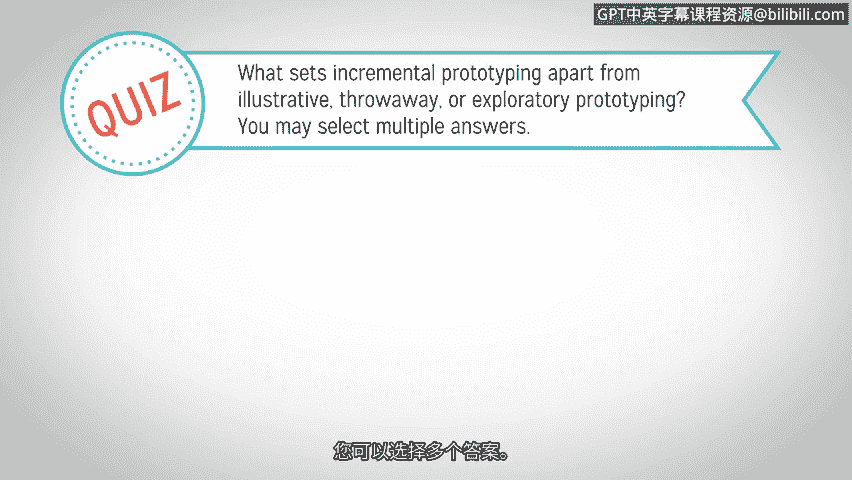 GPT中英字幕课程资源@bilibili.com
QUIZ
What sets incremental prototyping apart from
illustrative, throwaway, or exploratory prototyping?
You may select multiple answers.
您可以选择多个答案。